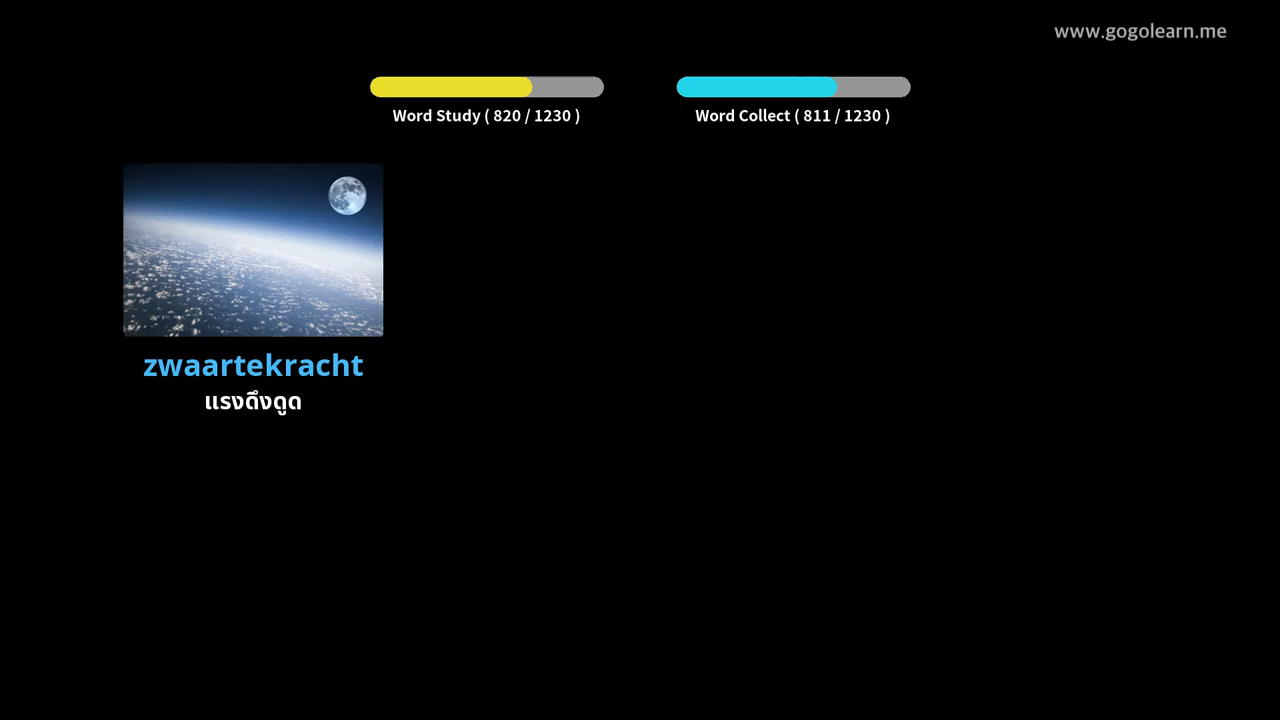 www.gogolearn.me
Word Study ( 820 / 1230 )
Word Collect ( 811 / 1230 )
zwaartekracht
แรงดึงดูด